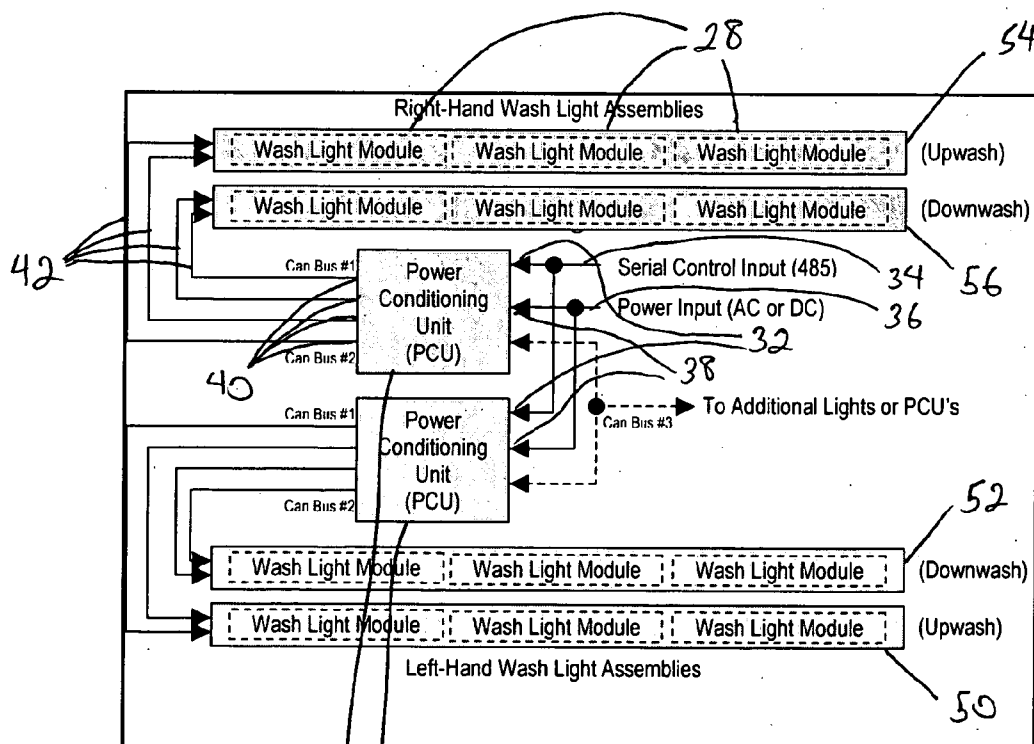 28
54
Right-Hand Wash Light Assemblies
Wash Light Module Wash Light Module Wash Light Module (Upwash)
Wash Light Module Wash Light Module Wash Light Module (Downwash)
42
56
Can Bus #1
Power Conditioning Unit (PCU)
Serial Control Input (485)
34
Power Input (AC or DC)
36
32
Can Bus #2
40
38
Can Bus #1
To Additional Lights or PCU's
Can Bus #3
Power Conditioning Unit (PCU)
Can Bus #2
52
Wash Light Module Wash Light Module Wash Light Module (Downwash)
Wash Light Module Wash Light Module Wash Light Module (Upwash)
Left-Hand Wash Light Assemblies
50